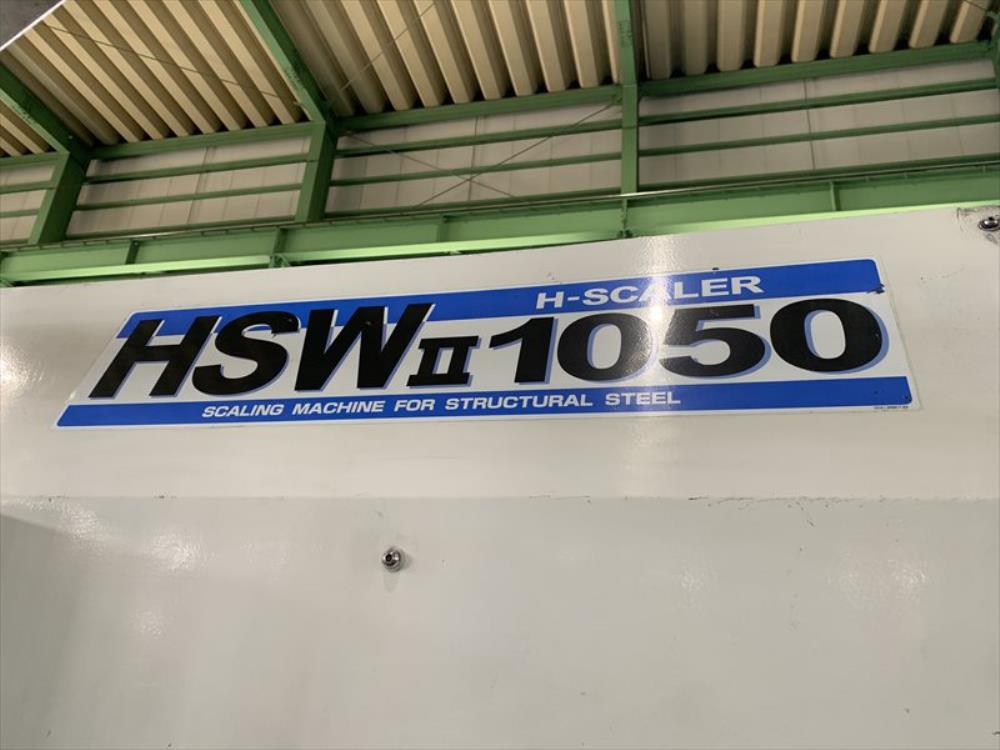 H-SCALER
HSWII1050
SCALING MACHINE FOR STRUCTURAL STEEL